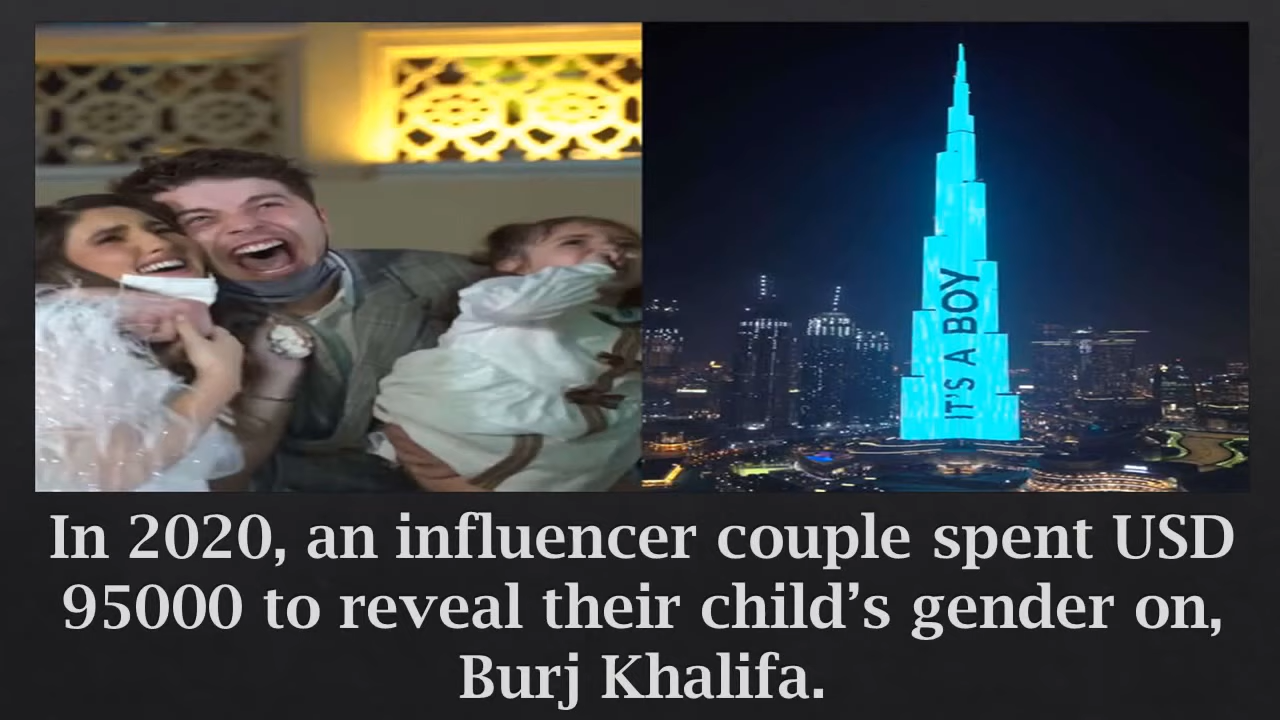 IT'S A BOY
In 2020, an influencer couple spent USD
95000 to reveal their child’s gender on,
Burj Khalifa.